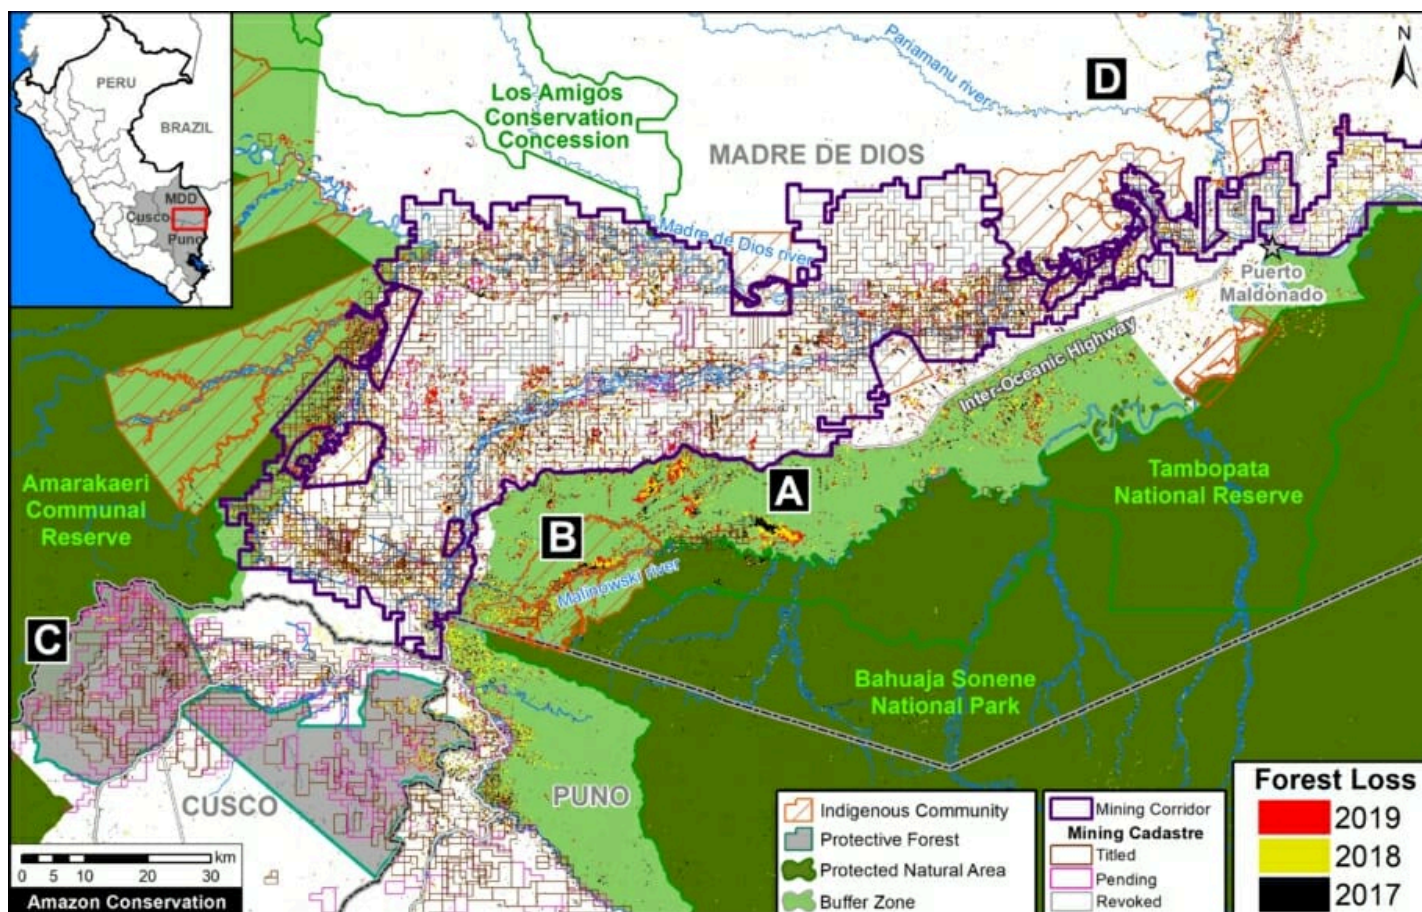 PERU
BRAZIL
MDD
Cusco
Puno
Los Amigos
Conservation
Concession
Pariamanu river
D
N
MADRE DE DIOS
Madre de Dios river
Puerto
Maldonado
Inter-Oceanic Highway
Amarakaeri
Communal
Reserve
A
Tambopata
National Reserve
B
Malinowski river
C
Bahuaja Sonene
National Park
CUSCO
PUNO
km
0 5 10 20 30
Amazon Conservation
Indigenous Community
Protective Forest
Protected Natural Area
Buffer Zone
Mining Corridor
Mining Cadastre
Titled
Pending
Revoked
Forest Loss
2019
2018
2017